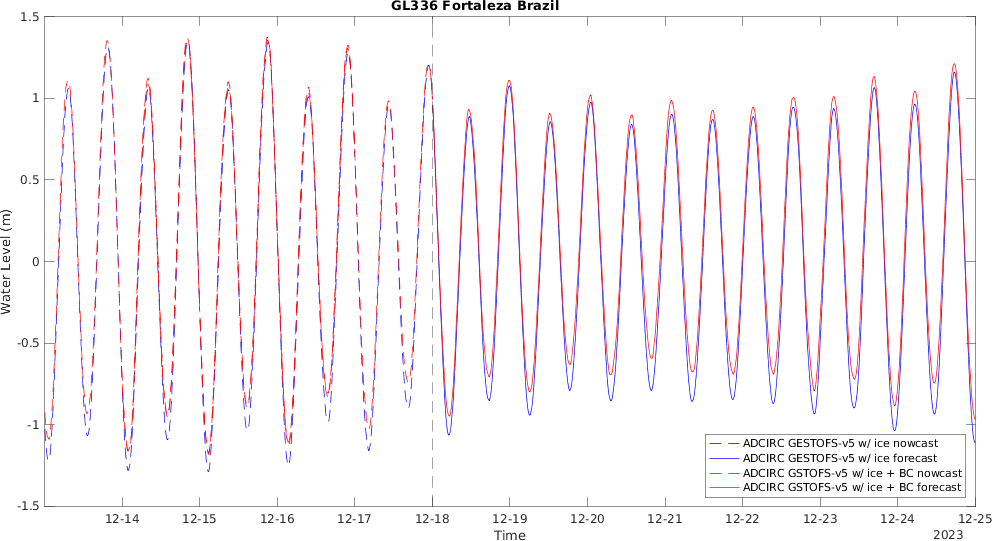 GL336 Fortaleza Brazil
1.5
1
0.5
0
-0.5
-1
-1.5
Water Level (m)
12-14 12-15 12-16 12-17 12-18 12-19 12-20 12-21 12-22 12-23 12-24 12-25
Time
2023
ADCIRC GESTOFS-v5 w/ ice nowcast
ADCIRC GESTOFS-v5 w/ ice forecast
ADCIRC GSTOFS-v5 w/ ice + BC nowcast
ADCIRC GSTOFS-v5 w/ ice + BC forecast